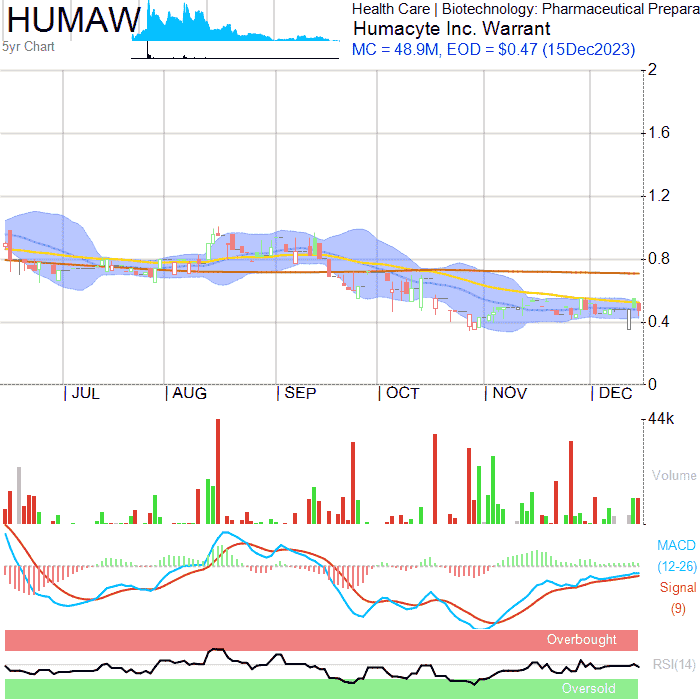 HUMAW
5yr Chart
Health Care | Biotechnology: Pharmaceutical Prepara
Humacyte Inc. Warrant
MC = 48.9M, EOD = $0.47 (15Dec2023)
2
1.6
1.2
0.8
0.4
0
| JUL
| AUG
| SEP
| OCT
| NOV
| DEC
44k
Volume
MACD
(12-26)
Signal
(9)
Overbought
RSI(14)
Oversold